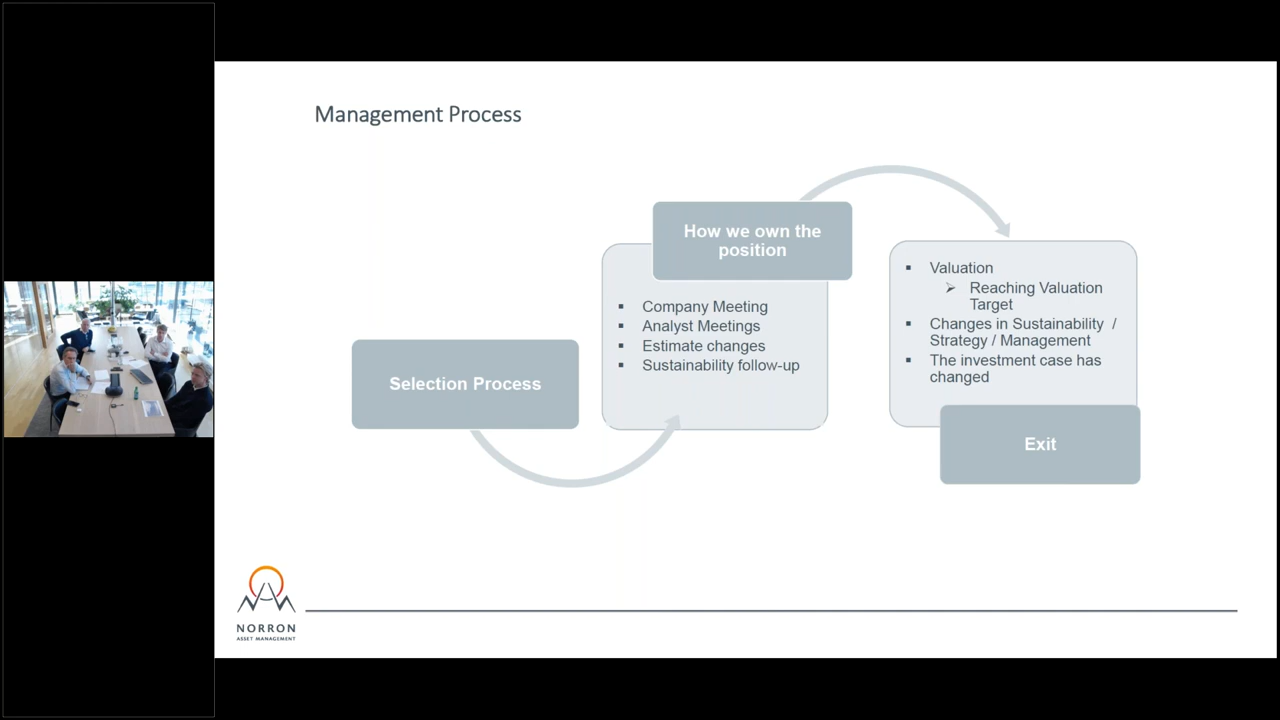 Management Process
Selection Process
How we own the
position
▪ Company Meeting
▪ Analyst Meetings
▪ Estimate changes
▪ Sustainability follow-up
▪ Valuation
➢ Reaching Valuation
Target
▪ Changes in Sustainability /
Strategy / Management
▪ The investment case has
changed
Exit
NORRON
ASSET MANAGEMENT